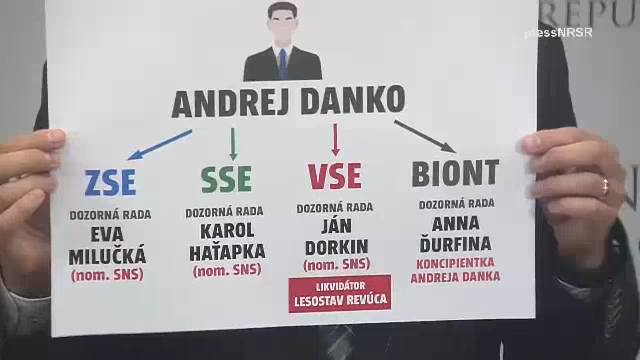 REPU
pressNRSR
ANDREJ DANKO
ZSE
DOZORNÁ RADA
EVA
MILUČKÁ
(nom. SNS)
SSE
DOZORNÁ RADA
KAROL
HAŤAPKA
(nom. SNS)
VSE
DOZORNÁ RADA
JÁN
DORKIN
(nom. SNS)
LIKVIDÁTOR
LESOSTAV REVÚCA
BIONT
DOZORNÁ RADA
ANNA
ĎURFINA
KONCIPIENTKA
ANDREJA DANKA